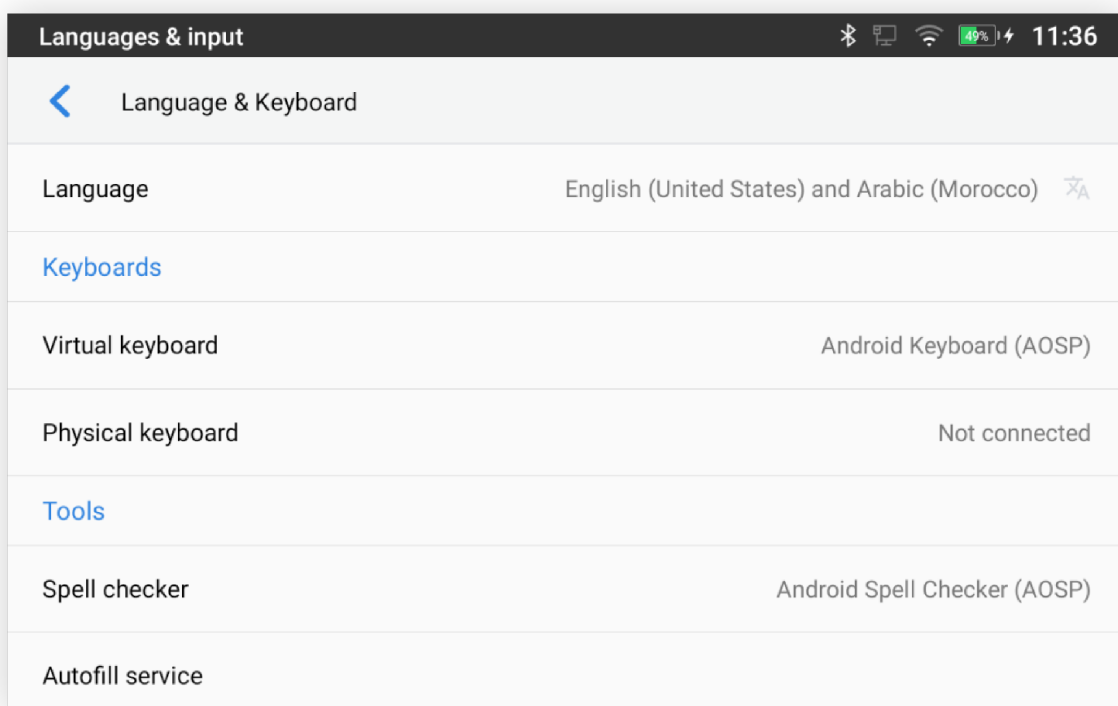 Languages & input 49% 11:36
Language & Keyboard
Language English (United States) and Arabic (Morocco)
Keyboards
Virtual keyboard Android Keyboard (AOSP)
Physical keyboard Not connected
Tools
Spell checker Android Spell Checker (AOSP)
Autofill service